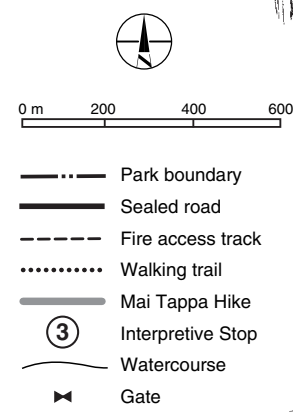 N
0 m 200 400 600
Park boundary
Sealed road
Fire access track
Walking trail
Mai Tappa Hike
3 Interpretive Stop
Watercourse
Gate